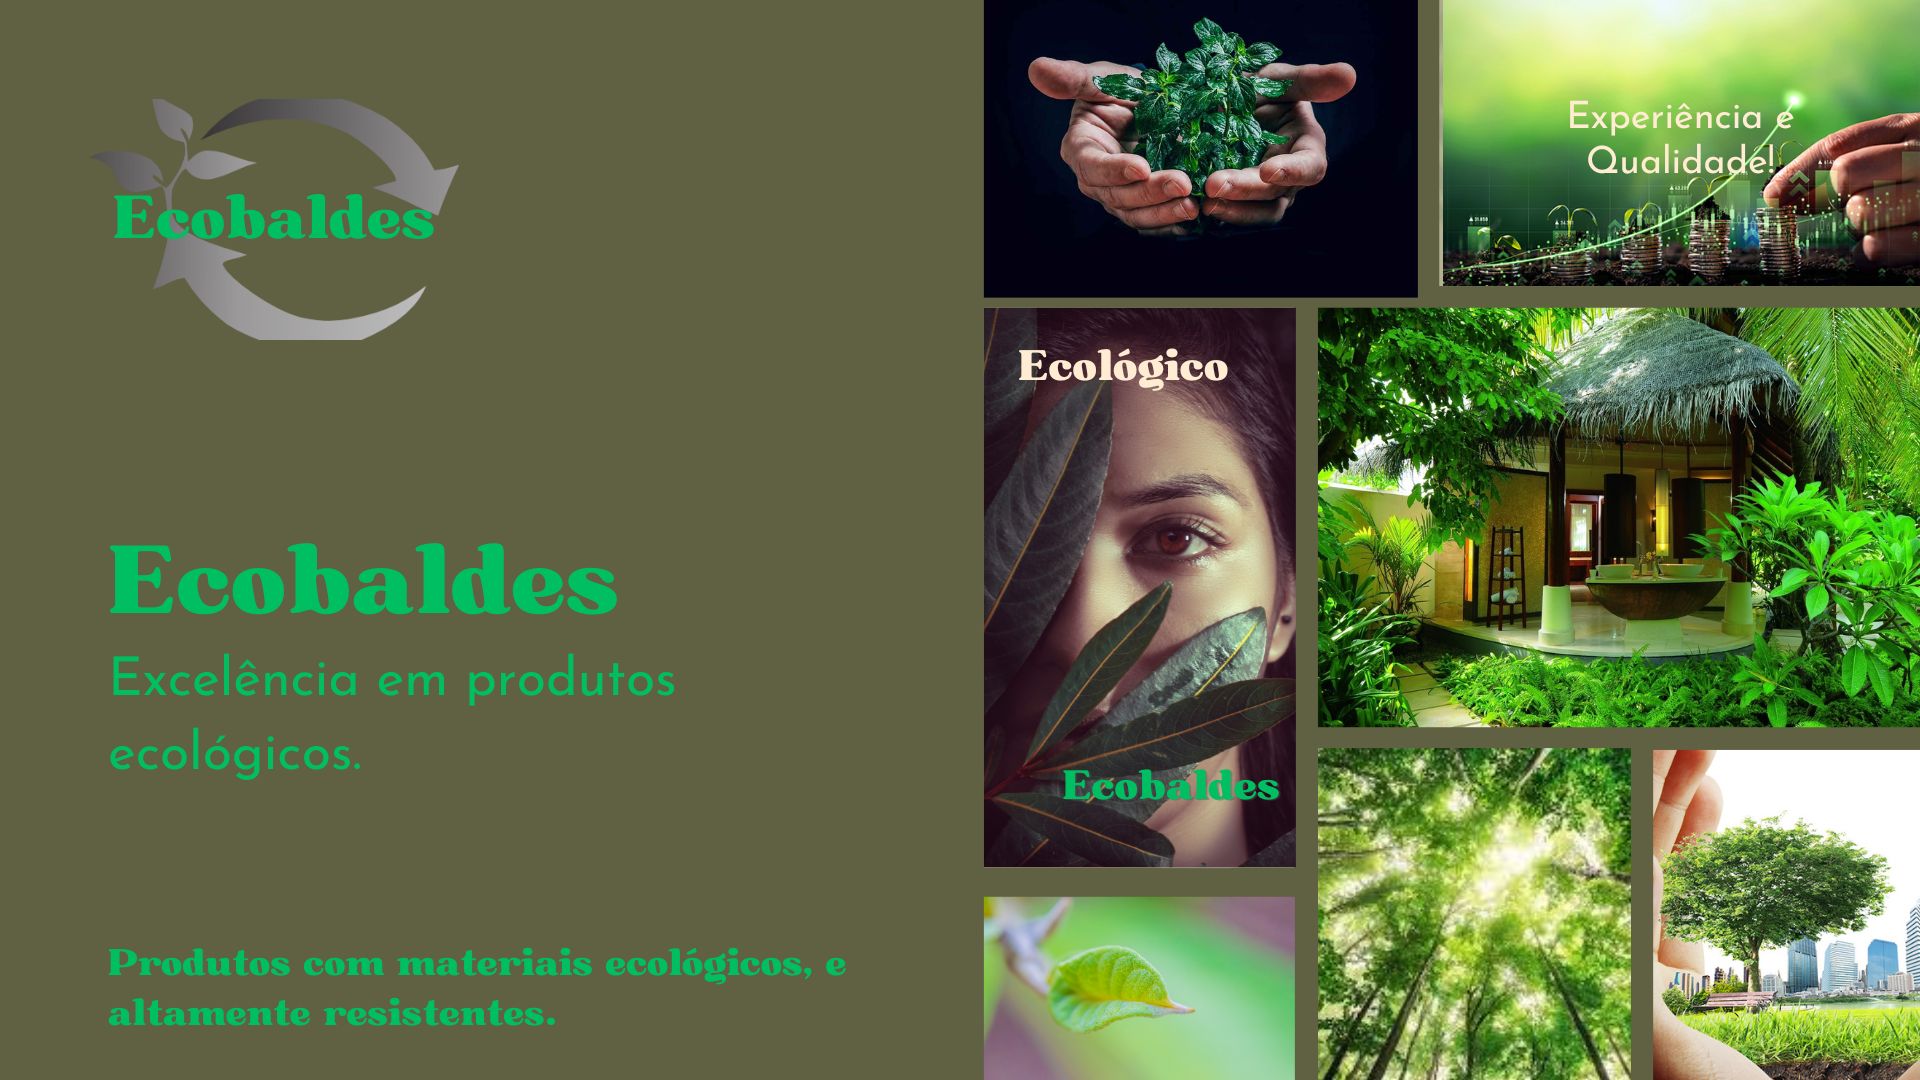 Ecobaldes
Ecobaldes
Excelência em produtos
ecológicos.
Produtos com materiais ecológicos, e
altamente resistentes.
Experiência e
Qualidade!
Ecológico
Ecobaldes